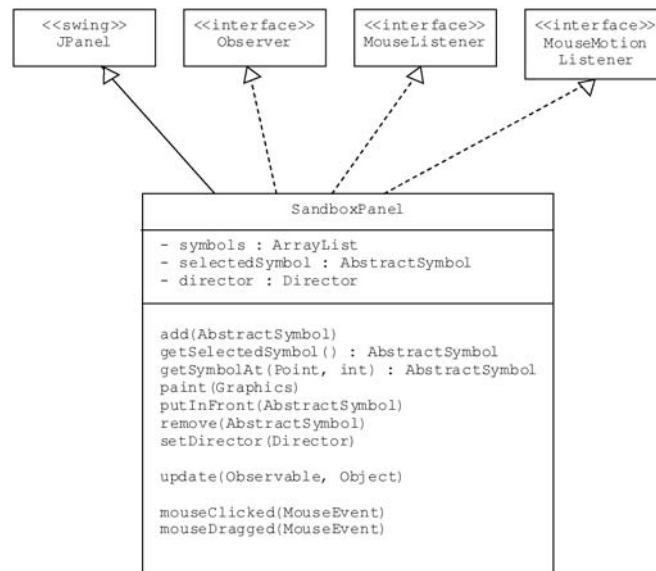 <<swing>>
JPanel
<<interface>>
Observer
<<interface>>
MouseListener
<<interface>>
MouseMotion
Listener
SandboxPanel
- symbols : ArrayList
- selectedSymbol : AbstractSymbol
- director : Director
add(AbstractSymbol)
getSelectedSymbol() : AbstractSymbol
getSymbolAt(Point, int) : AbstractSymbol
paint(Graphics)
putInFront(AbstractSymbol)
remove(AbstractSymbol)
setDirector(Director)
update(Observable, Object)
mouseClicked(MouseEvent)
mouseDragged(MouseEvent)